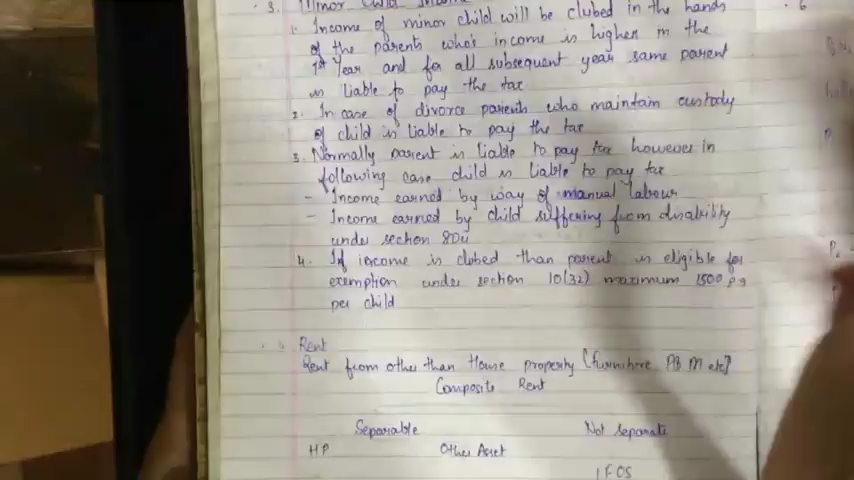 3. Minor Child Income
1. Income of minor child will be clubed in the hands
of the parents who's income is higher in the
1st Year and for all subsequent year same parent
is liable to pay the tax
2. In case of divorce parents who maintain custody
of child is liable to pay the tax
3. Normally parent is liable to pay tax however in
following case child is liable to pay tax
- Income earned by way of manual labour
- Income earned by child suffering from disability
under section 80u
4. If income is clubed than parent is eligible for
exemption under section 10(32) maximum 1500 p.a
per child
4 Rent
Rent from other than House property [furniture P&M etc]
Composite Rent
Separable Not separate
HP Other Asset
IFOS